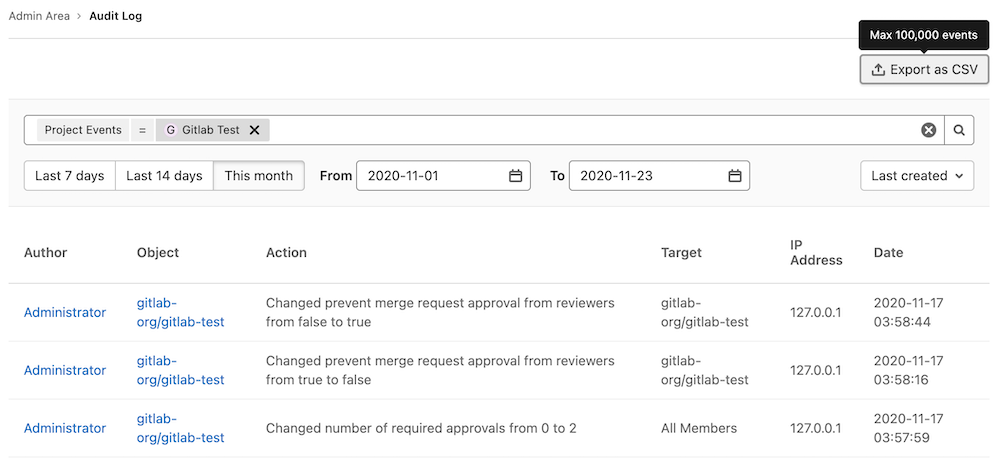 Admin Area › Audit Log
Max 100,000 events
Export as CSV
Project Events = G Gitlab Test
Last 7 days Last 14 days This month From 2020-11-01 To 2020-11-23 Last created
Author Object Action Target IP Address Date
Administrator gitlab-org/gitlab-test Changed prevent merge request approval from reviewers from false to true gitlab-org/gitlab-test 127.0.0.1 2020-11-17 03:58:44
Administrator gitlab-org/gitlab-test Changed prevent merge request approval from reviewers from true to false gitlab-org/gitlab-test 127.0.0.1 2020-11-17 03:58:16
Administrator gitlab-org/gitlab-test Changed number of required approvals from 0 to 2 All Members 127.0.0.1 2020-11-17 03:57:59